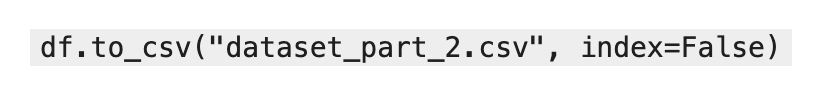 df.to_csv("dataset_part_2.csv", index=False)